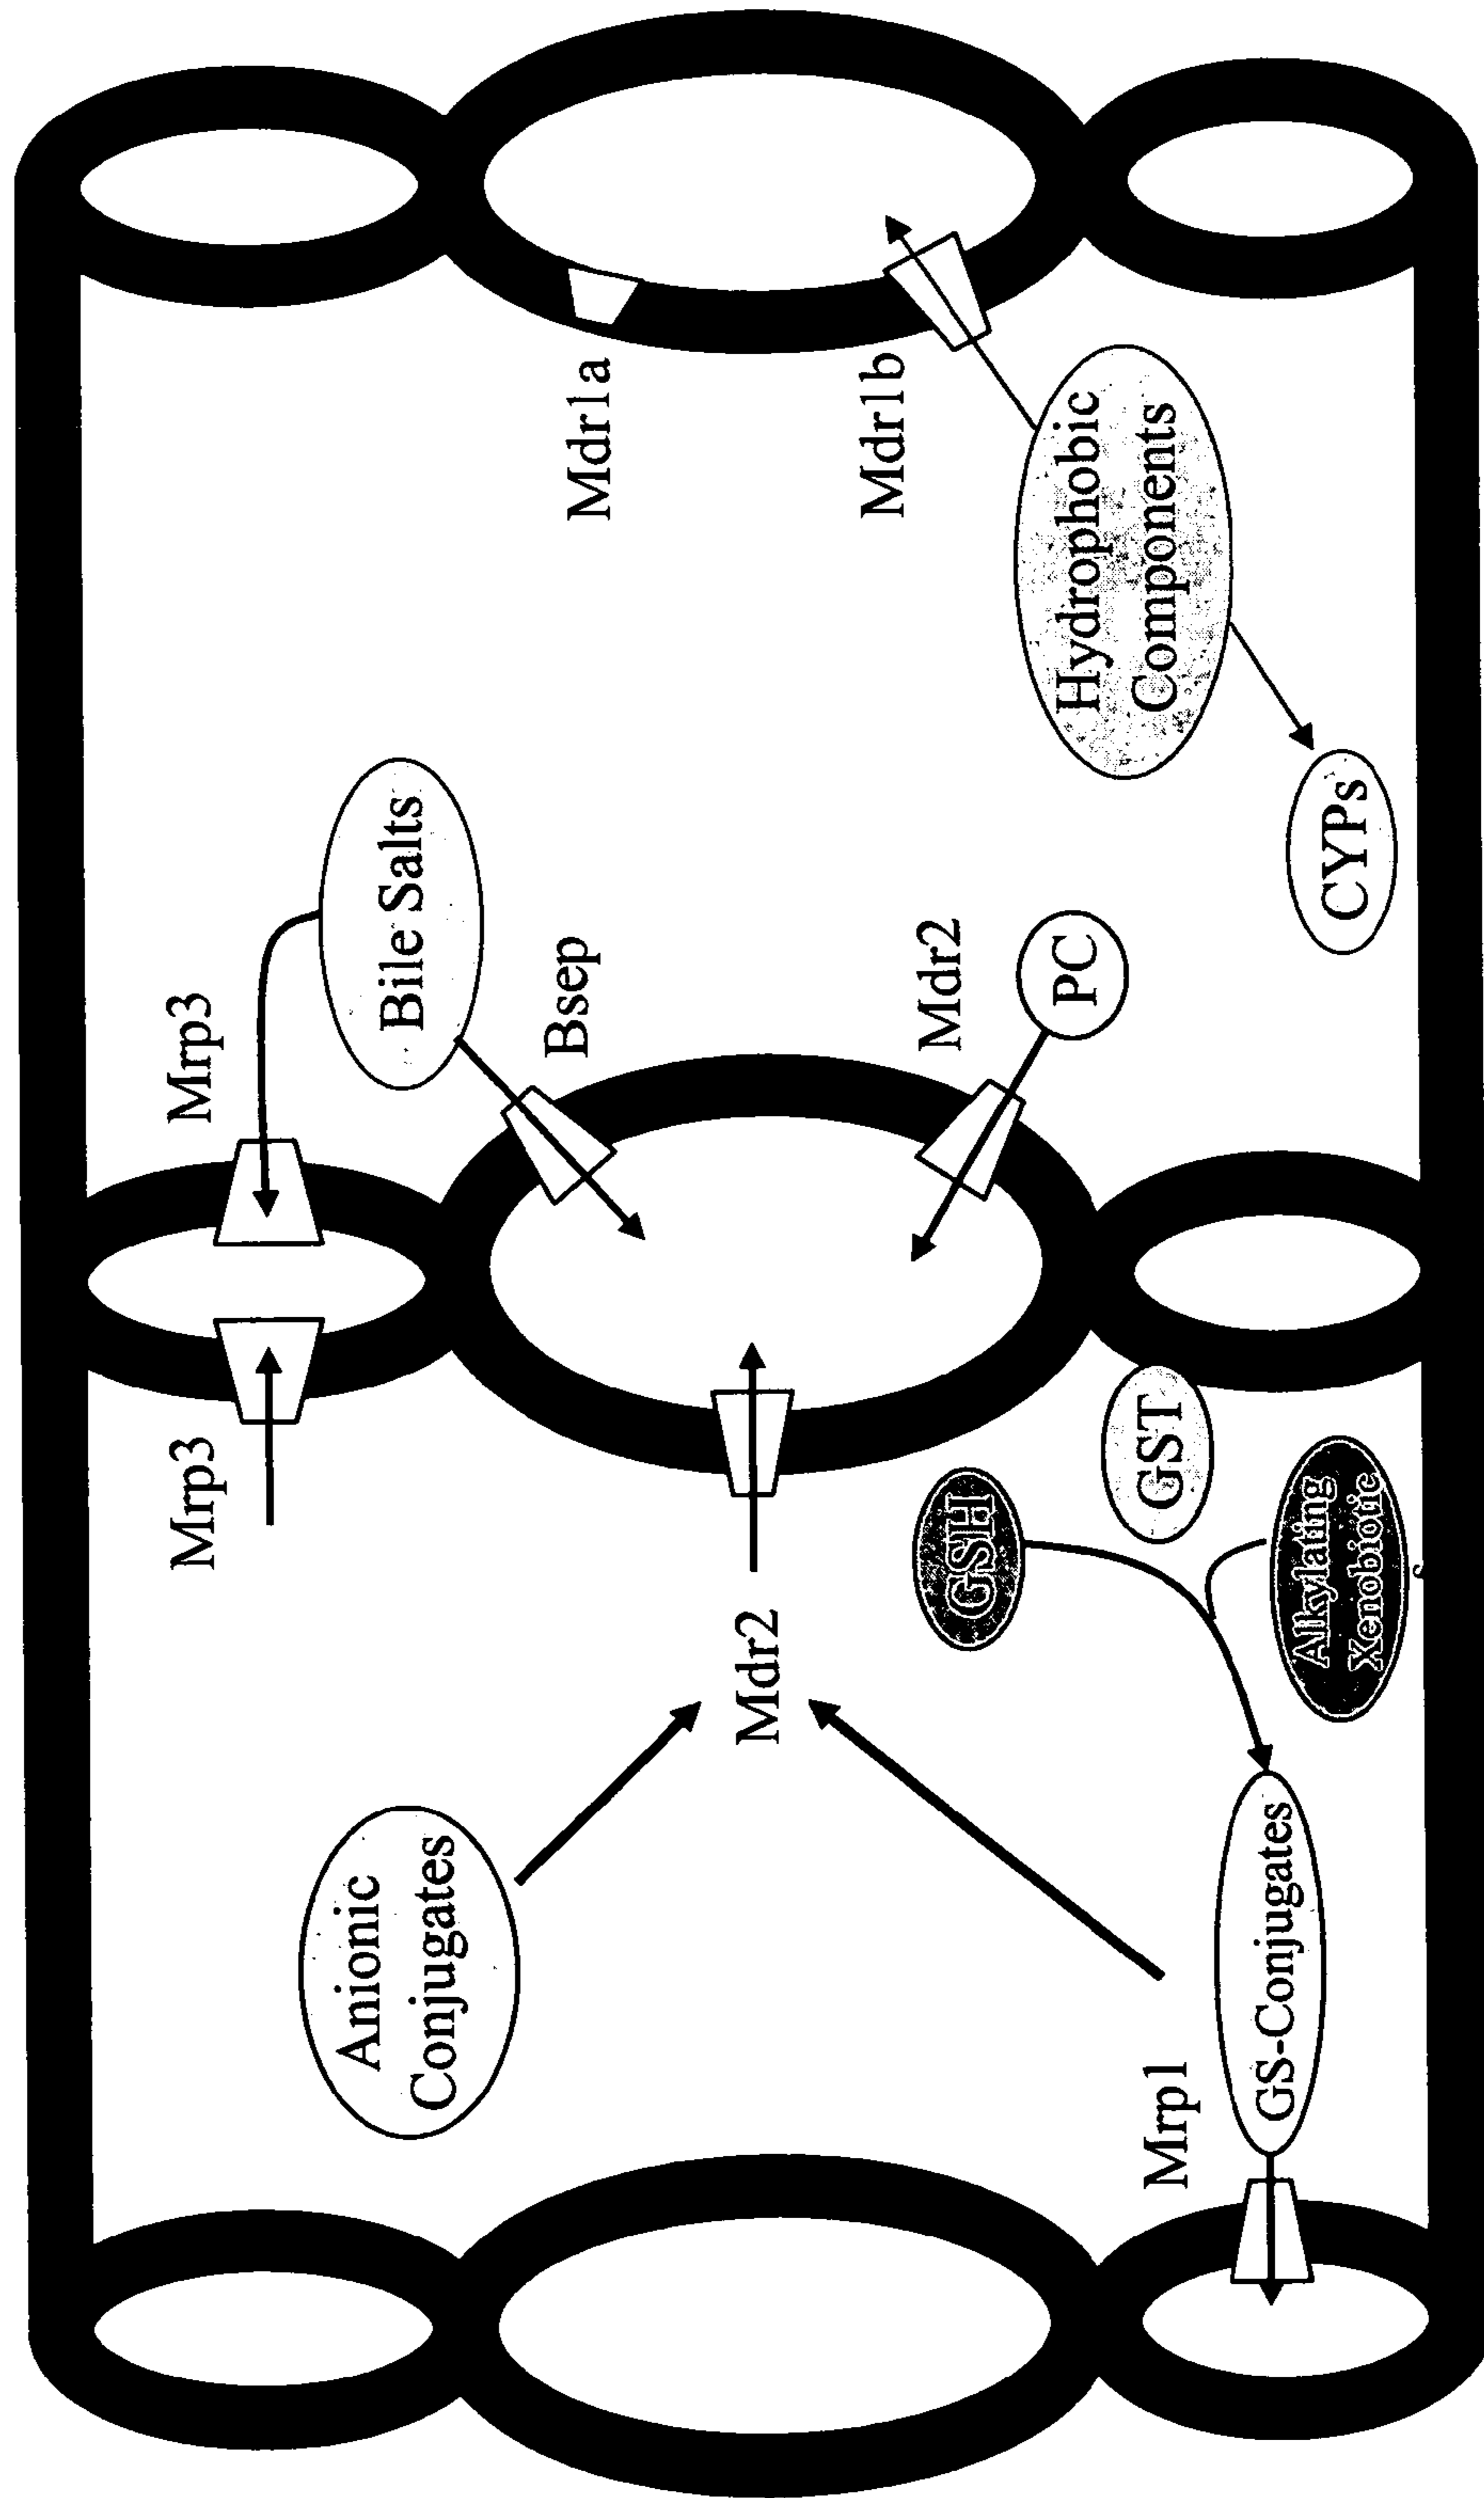 Mrp3
Mrp3
Anionic
Conjugates
Bile Salts
Bsep
Mdr1a
Mdr2
Mdr1b
Mdr2
GSH
PC
Hydrophobic
Components
Mrp1
GST
GS-Conjugates
Alkylating
Xenobiotic
s
CYPs